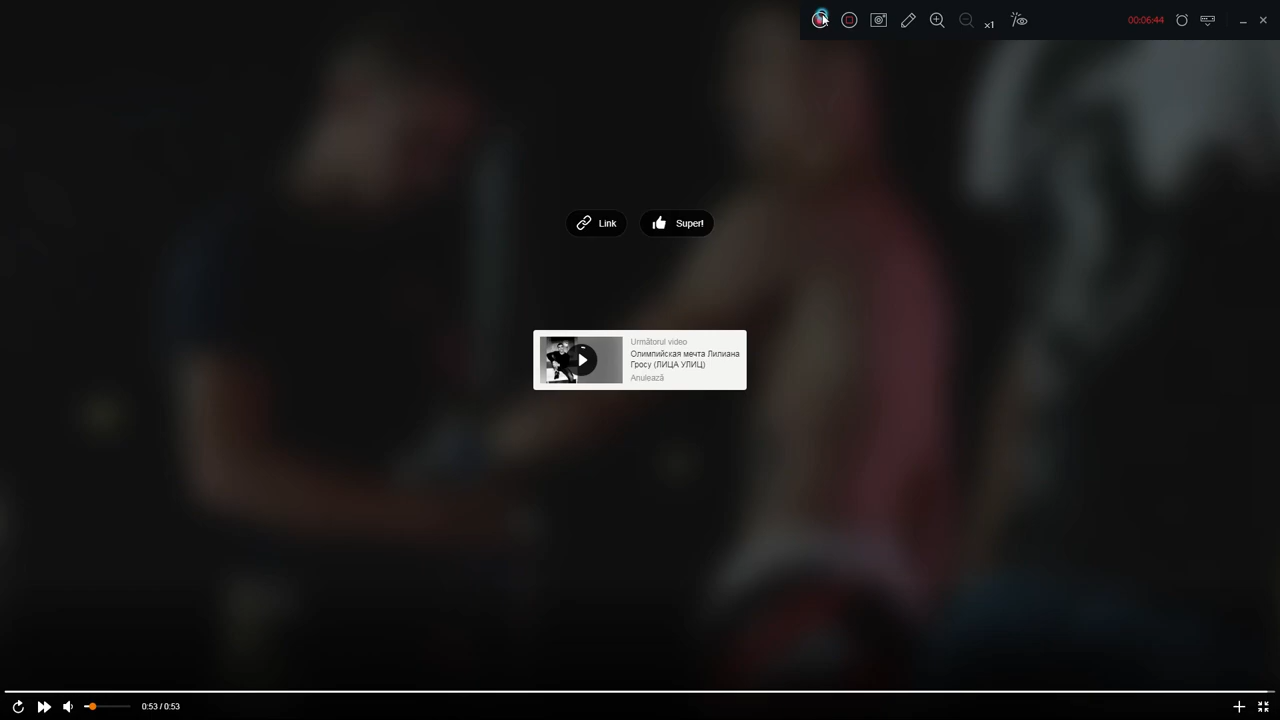 x1
00:06:44
Link
Super!
Următorul video
Олимпийская мечта Лилиана
Гросу (ЛИЦА УЛИЦ)
Anulează
0:53 / 0:53